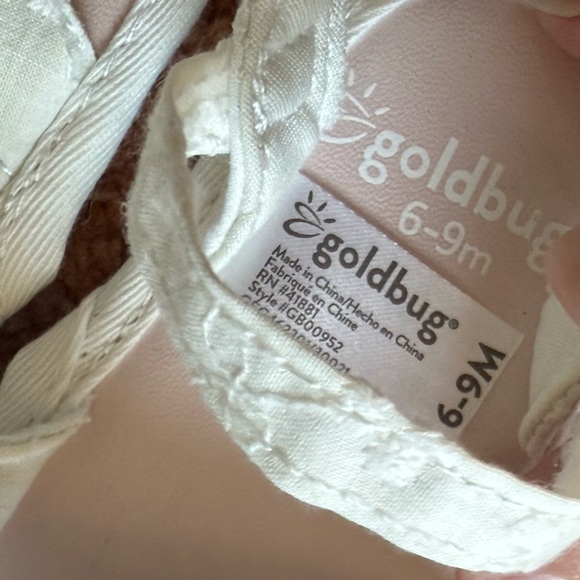 goldbug
6-9m
goldbug®
Made in China/Hecho en China
Fabriqué en Chine
RN #41881
Style #GB00952
6-9M